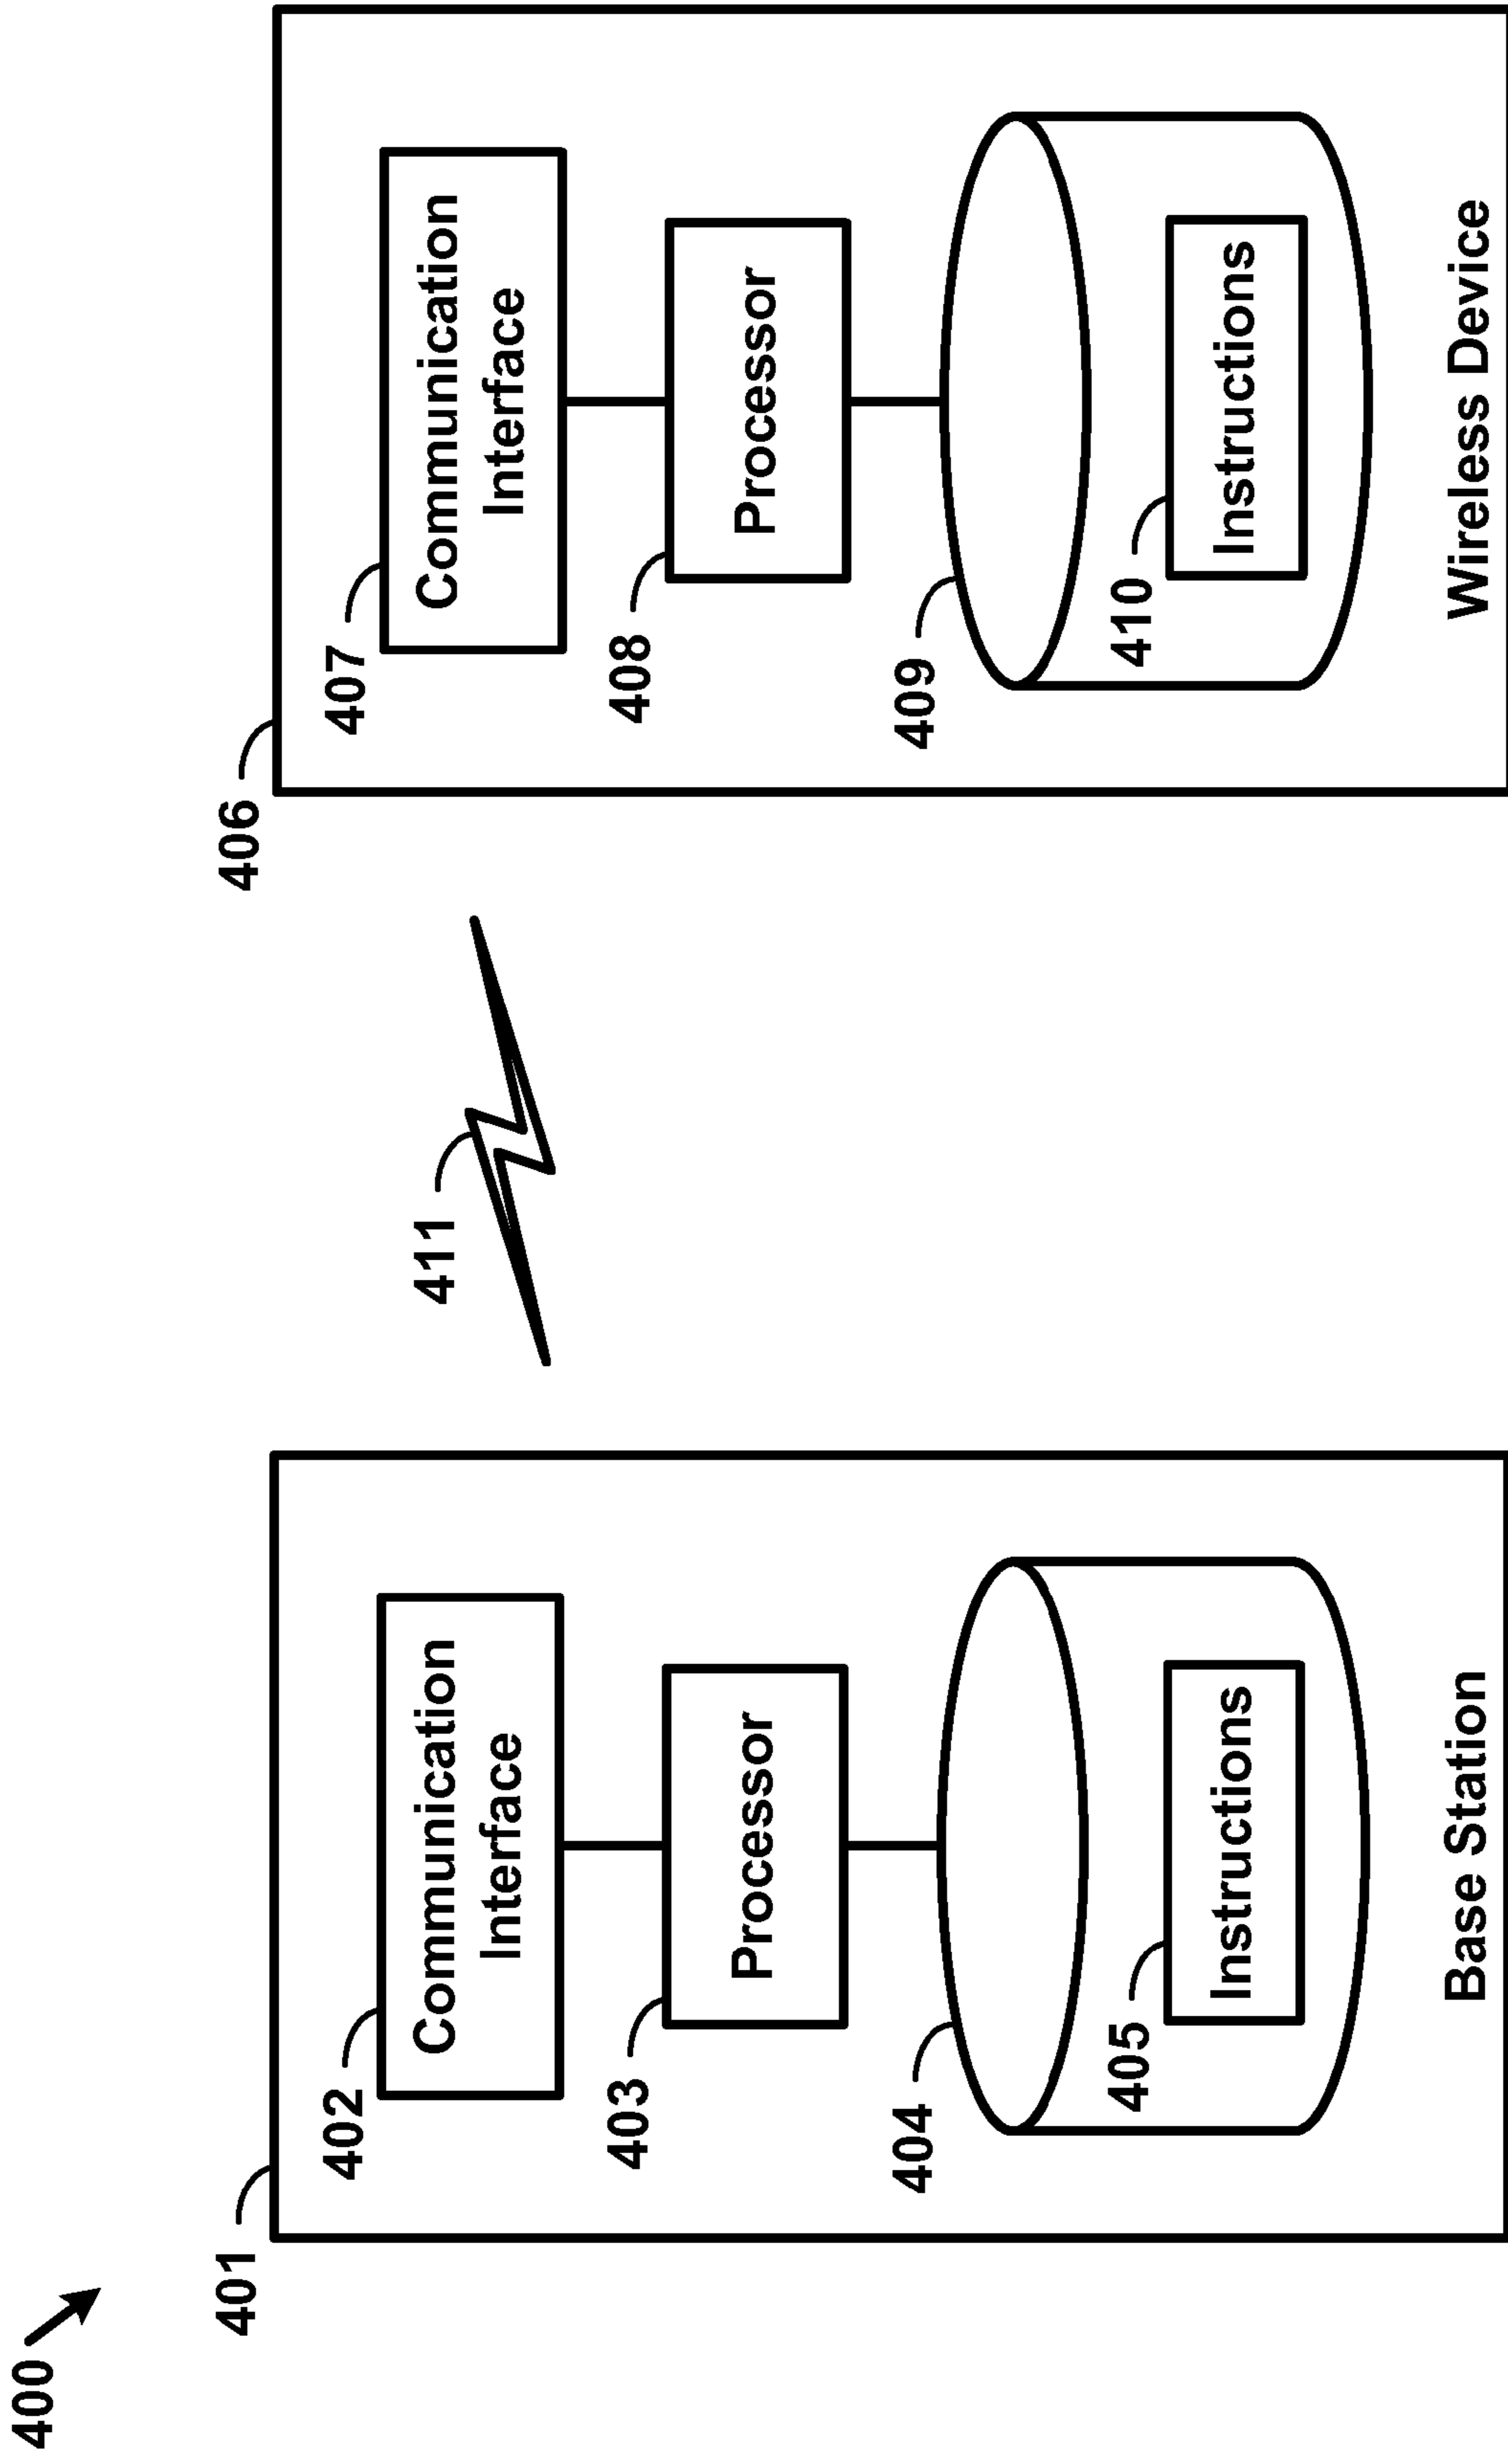 400
401
402
Communication
Interface
403
Processor
404
405
Instructions
Base Station
411
406
407
Communication
Interface
408
Processor
409
410
Instructions
Wireless Device